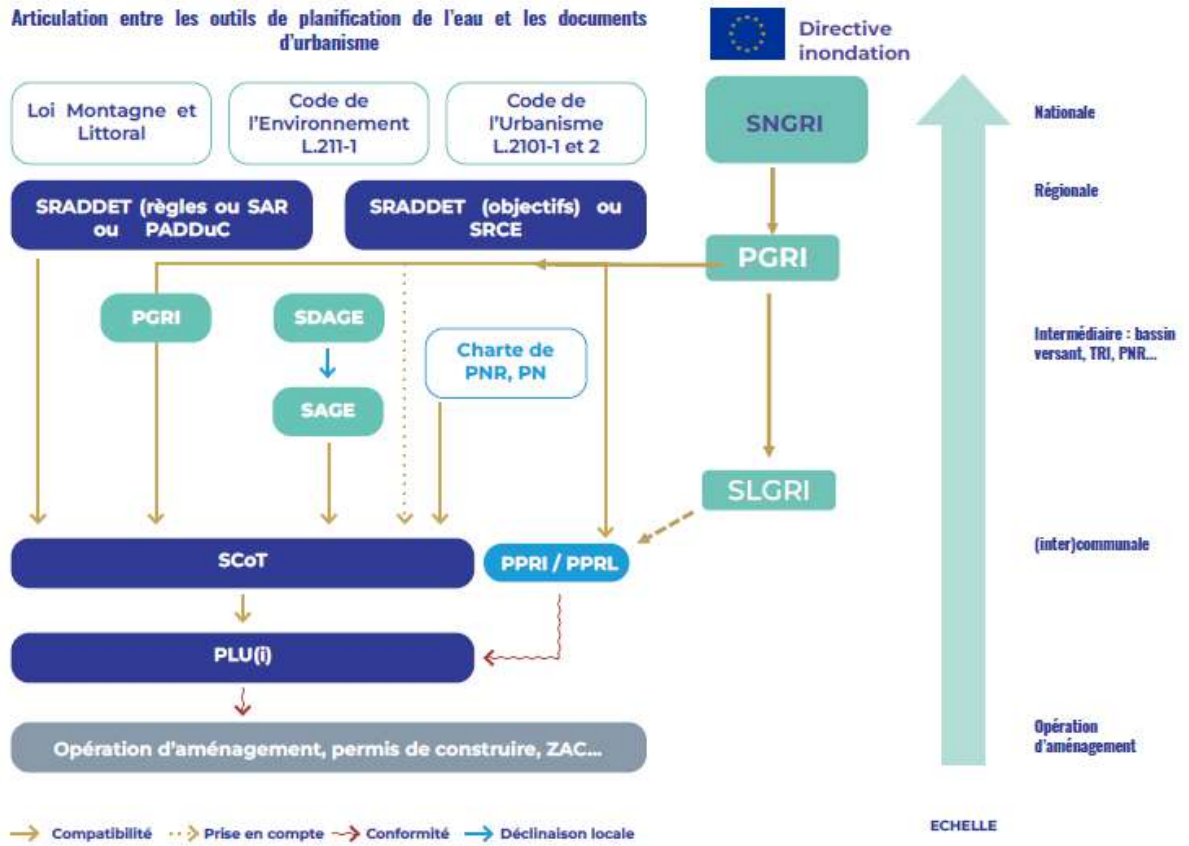 Articulation entre les outils de planification de l'eau et les documents
d'urbanisme
Directive
inondation
Loi Montagne et
Littoral
Code de
l'Environnement
L.211-1
Code de
l'Urbanisme
L.2101-1 et 2
SNGRI
Nationale
SRADDET (règles ou SAR
ou PADDuC
SRADDET (objectifs) ou
SRCE
Régionale
PGRI
PGRI
SDAGE
Charte de
PNR, PN
Intermédiaire : bassin
versant, TRI, PNR...
SAGE
SLGRI
SCoT
PPRI / PPRL
(inter)communale
PLU(i)
Opération d'aménagement, permis de construire, ZAC...
Opération
d'aménagement
Compatibilité
Prise en compte
Conformité
Déclinaison locale
ECHELLE